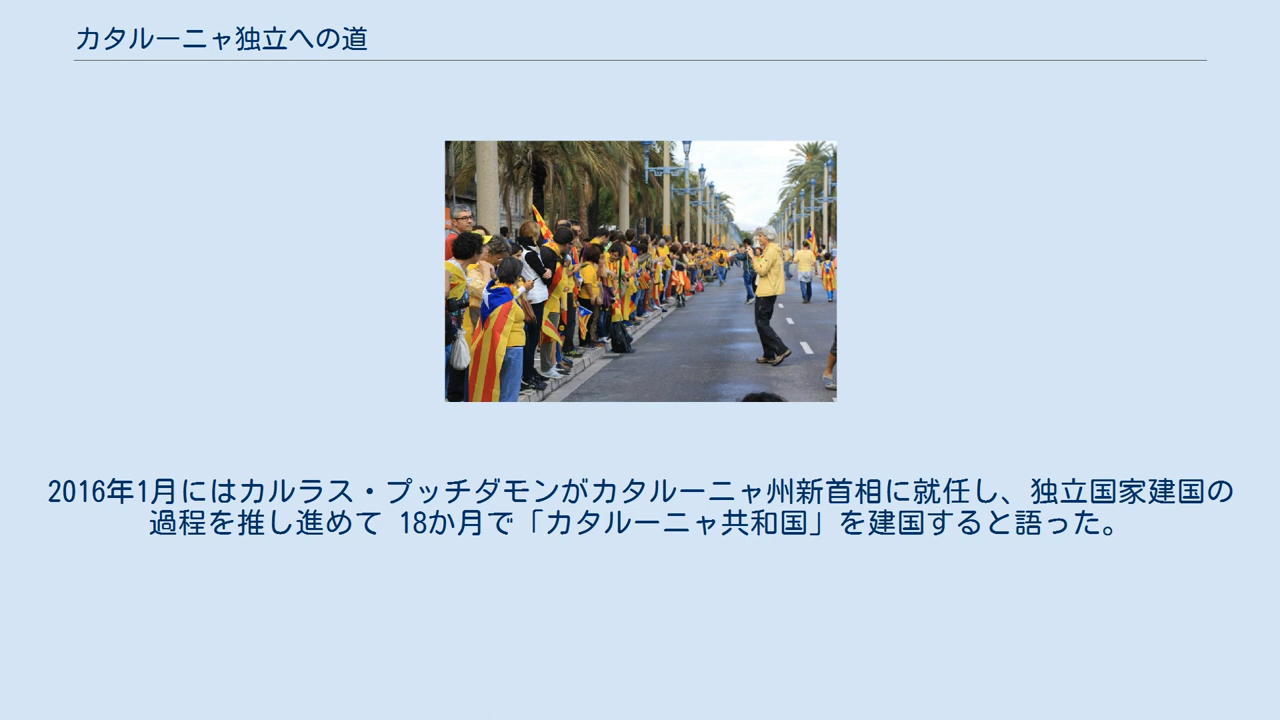 カタルーニャ独立への道
2016年1月にはカルラス・プッチダモンがカタルーニャ州新首相に就任し、独立国家建国の
過程を推し進めて 18か月で「カタルーニャ共和国」を建国すると語った。